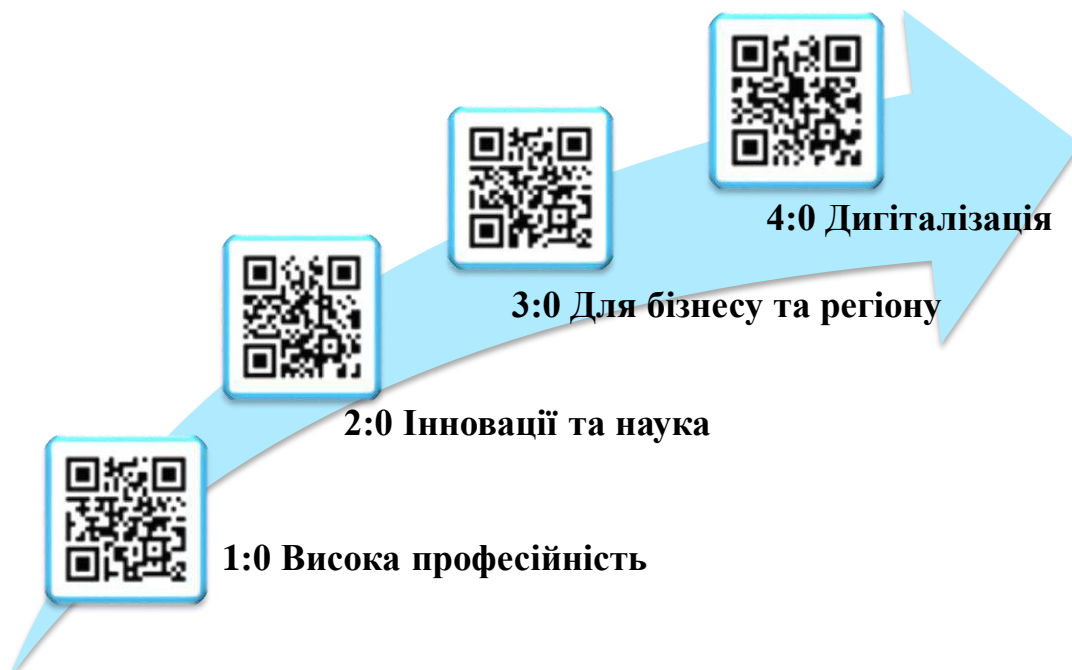 4:0 Дигіталізація
3:0 Для бізнесу та регіону
2:0 Інновації та наука
1:0 Висока професійність